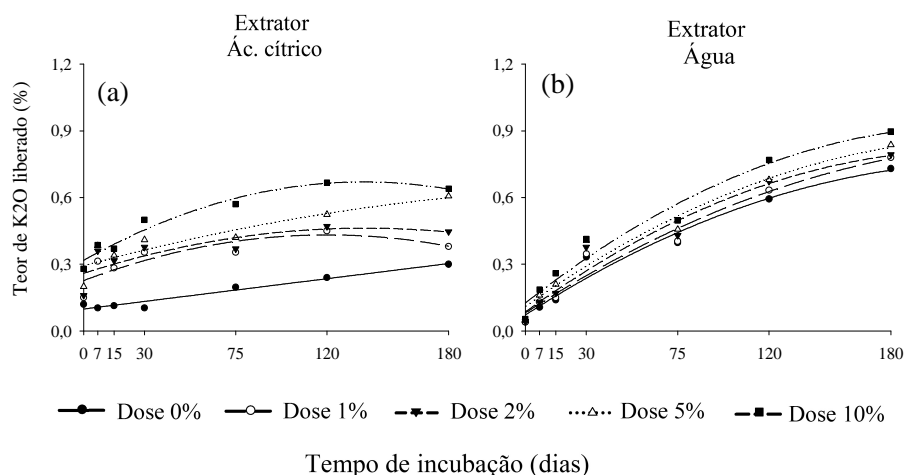 Extrator
Ác. cítrico
Extrator
Água
Teor de K2O liberado (%)
1,2
0,9
0,6
0,3
0,0
(a)
0 7 15 30 75 120 180
1,2
0,9
0,6
0,3
0,0
(b)
0 7 15 30 75 120 180
Dose 0% Dose 1% Dose 2% Dose 5% Dose 10%
Tempo de incubação (dias)